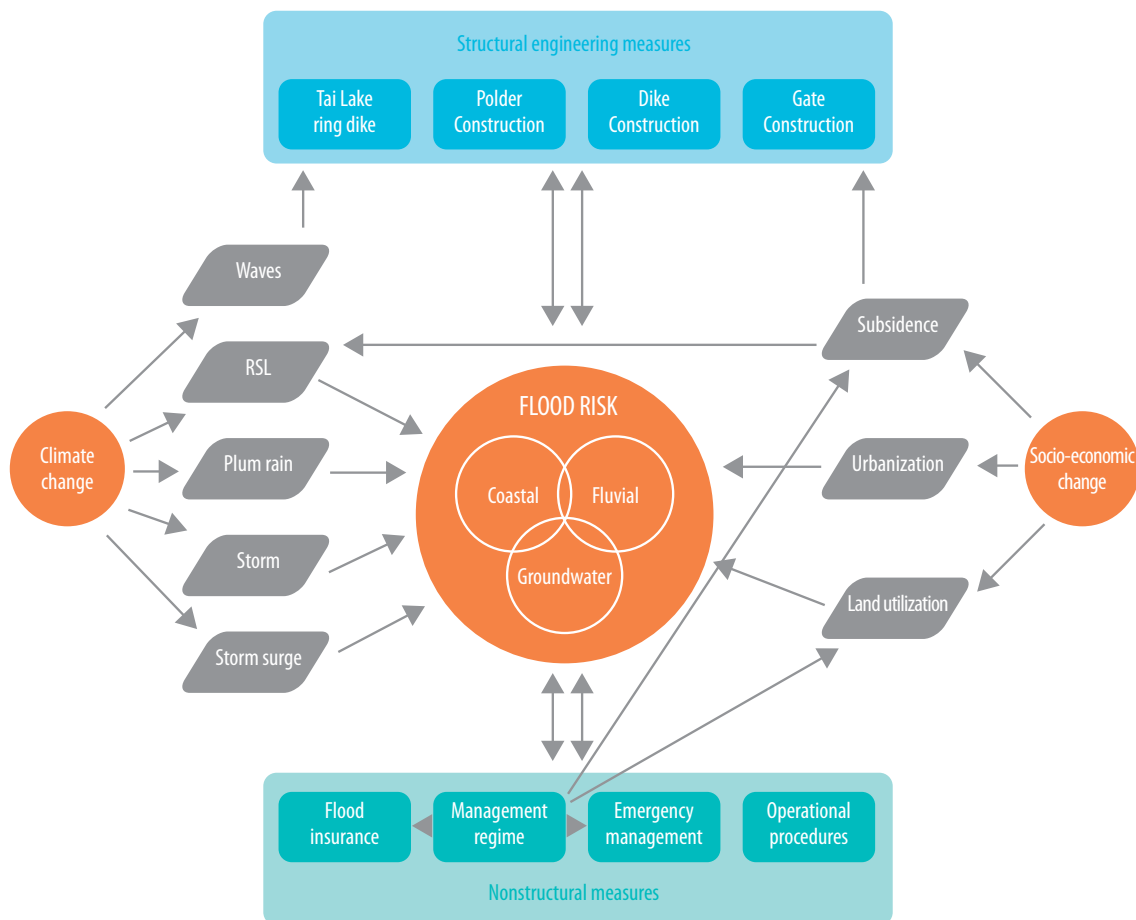 Structural engineering measures
Tai Lake
ring dike
Polder
Construction
Dike
Construction
Gate
Construction
Waves
RSL
Plum rain
Storm
Storm surge
Climate
change
FLOOD RISK
Coastal
Fluvial
Groundwater
Subsidence
Urbanization
Land utilization
Socio-economic
change
Flood
insurance
Management
regime
Emergency
management
Operational
procedures
Nonstructural measures